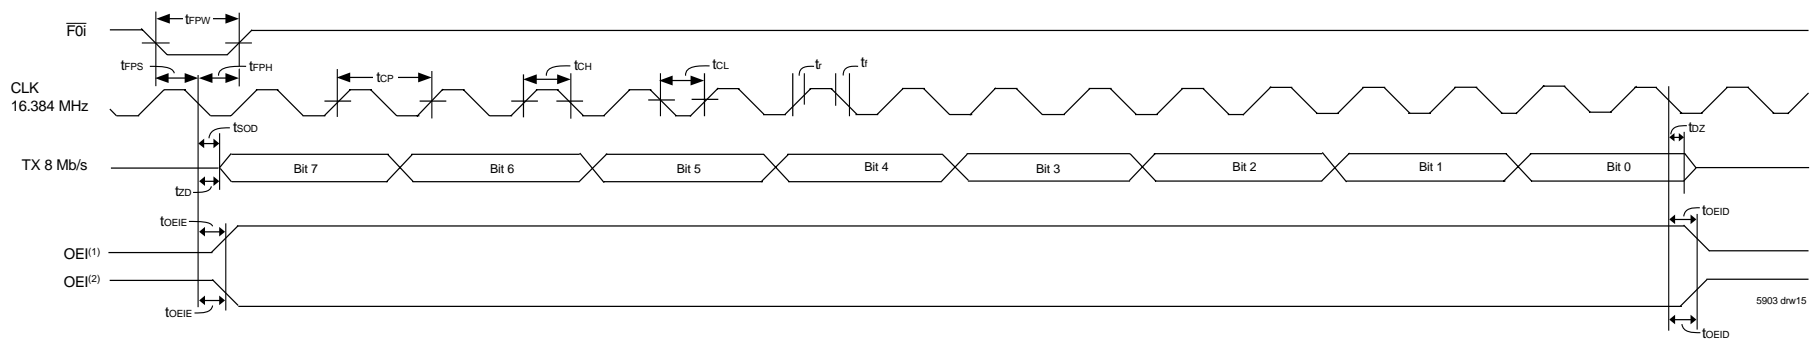 tFPW
F0i
tFPS
tFPH
CLK
16.384 MHz
tCP
tCH
tCL
tr
tf
tSOD
tDZ
TX 8 Mb/s
Bit 7
Bit 6
Bit 5
Bit 4
Bit 3
Bit 2
Bit 1
Bit 0
tZD
tOEIE
tOEID
OEI(1)
OEI(2)
tOEIE
5903 drw15
tOEID